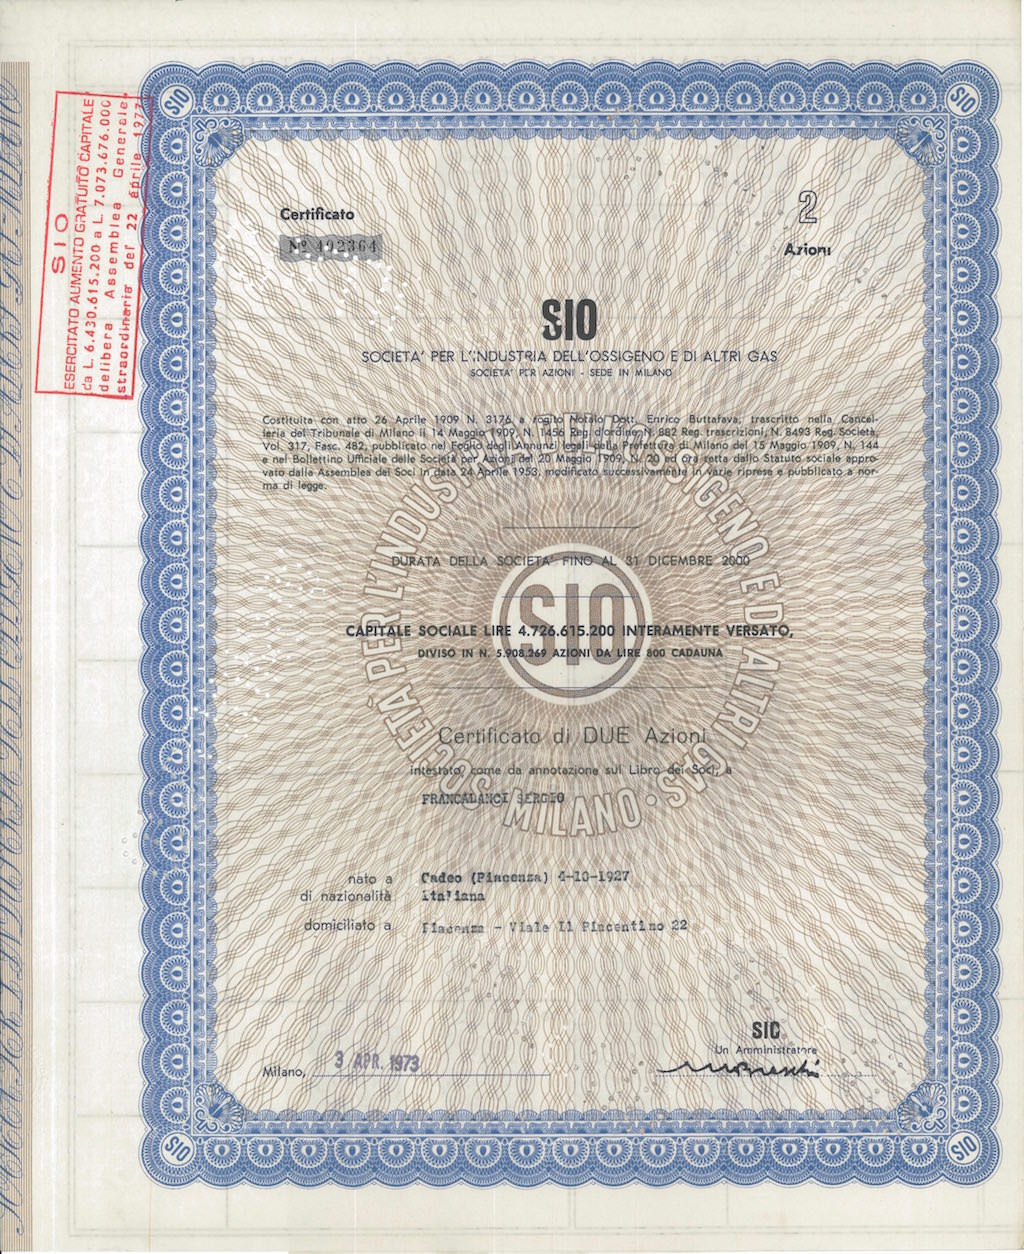 SIO
ESERCITATO AUMENTO GRATUITO CAPITALE
da L. 6.430.615.200 a L. 7.073.676.000
delibera Assemblea Generale
straordinaria del 22 aprile 1977
SIO
SIO
Certificato
Nº 492364
2
Azioni
SIO
SOCIETA' PER L'INDUSTRIA DELL'OSSIGENO E DI ALTRI GAS
SOCIETA' PER AZIONI - SEDE IN MILANO
Costituita con atto 26 Aprile 1909 N. 3176 a rogito Notaio Dott. Enrico Buttafava, trascritto nella Cancel-
leria del Tribunale di Milano il 14 Maggio 1909, N. 1456 Reg. d'ordine, N. 882 Reg. trascrizioni, N. 8493 Reg. Società,
Vol. 317, Fasc. 482, pubblicato nel Foglio degli Annunzi legali della Prefettura di Milano del 15 Maggio 1909, N. 144
e nel Bollettino Ufficiale delle Società per Azioni del 20 Maggio 1909, N. 20 ed ora retta dallo Statuto sociale appro-
vato dalla Assemblea dei Soci in data 24 Aprile 1953, modificato successivamente in varie riprese e pubblicato a nor-
ma di legge.
SOCIETÀ PER L'INDUSTRIA DELL'OSSIGENO E DI ALTRI GAS · MILANO ·
DURATA DELLA SOCIETA' FINO AL 31 DICEMBRE 2000
SIO
CAPITALE SOCIALE LIRE 4.726.615.200 INTERAMENTE VERSATO,
DIVISO IN N. 5.908.269 AZIONI DA LIRE 800 CADAUNA
Certificato di DUE Azioni
intestato, come da annotazione sul Libro dei Soci, a
FRANCALANCI SERGIO
nato a Cadeo (Piacenza) 4-10-1927
di nazionalità Italiana
domiciliato a Piacenza - Viale Il Piacentino 22
SIO
Un Amministratore
Milano, 3 APR. 1973
SIO
SIO